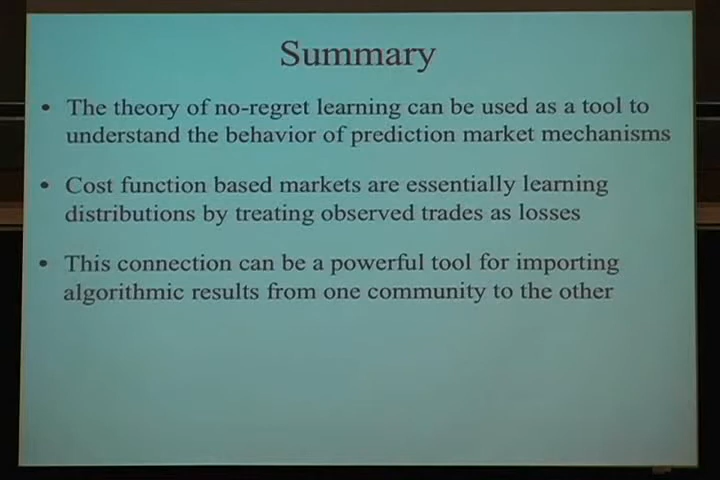 Summary
• The theory of no-regret learning can be used as a tool to
understand the behavior of prediction market mechanisms
• Cost function based markets are essentially learning
distributions by treating observed trades as losses
• This connection can be a powerful tool for importing
algorithmic results from one community to the other